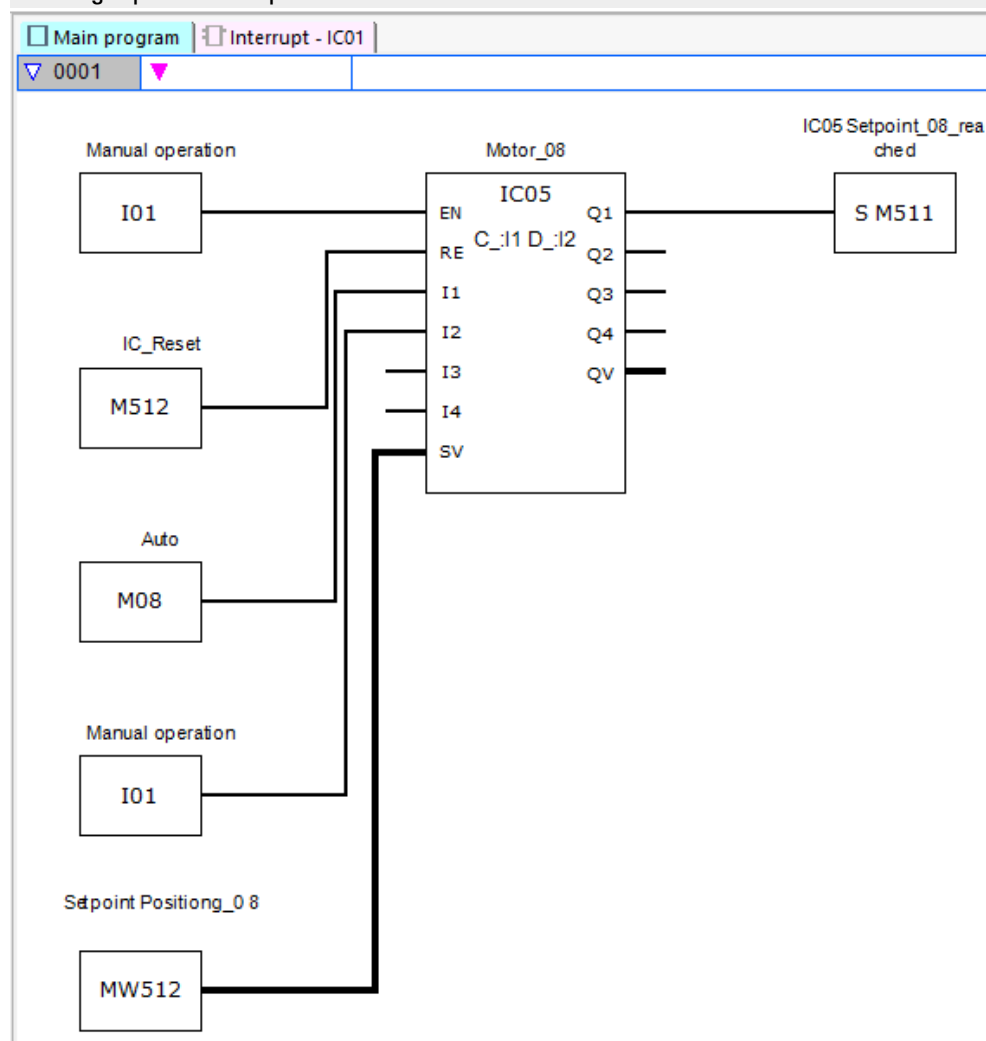 Main program
Interrupt - IC01
0001
IC05 Setpoint_08_rea
ched
Manual operation
Motor_08
I01
IC05
EN
Q1
S M511
C_:I1 D_:I2
RE
Q2
I1
Q3
I2
Q4
IC_Reset
I3
QV
M512
I4
SV
Auto
M08
Manual operation
I01
Setpoint Positiong_0 8
MW512